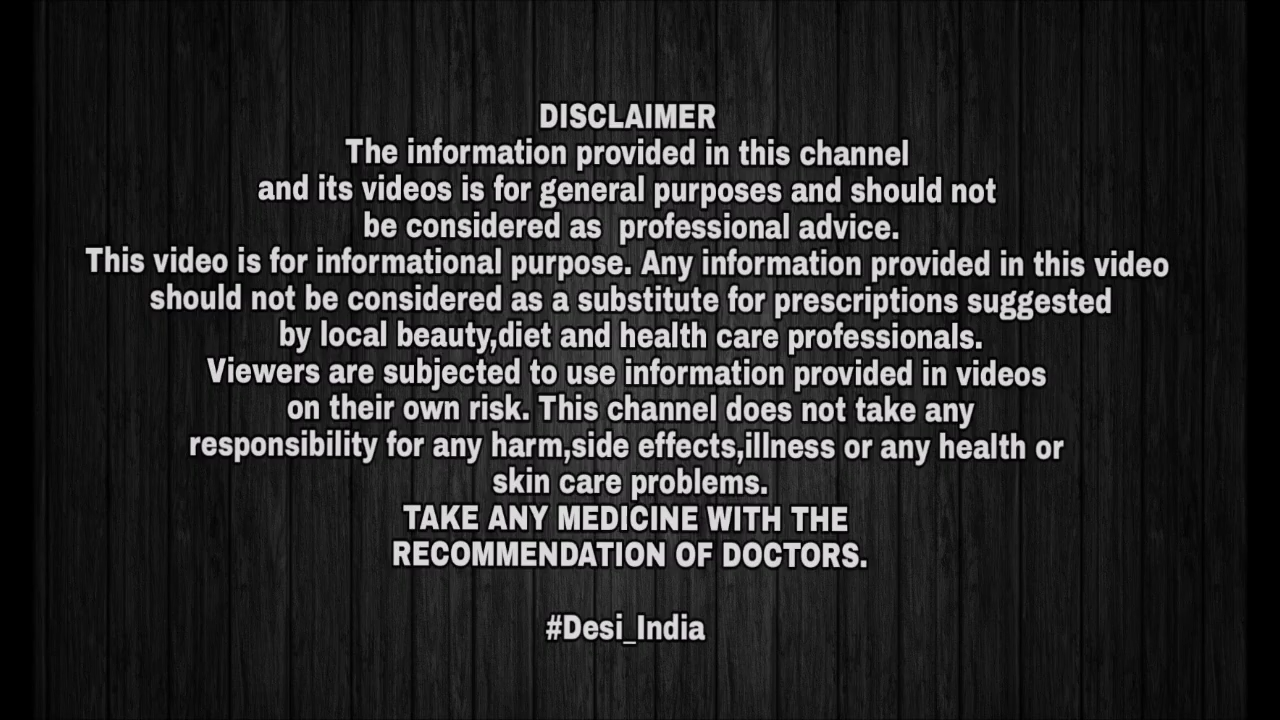 DISCLAIMER
The information provided in this channel
and its videos is for general purposes and should not
be considered as  professional advice.
This video is for informational purpose. Any information provided in this video
should not be considered as a substitute for prescriptions suggested
by local beauty,diet and health care professionals.
Viewers are subjected to use information provided in videos
on their own risk. This channel does not take any
responsibility for any harm,side effects,illness or any health or
skin care problems.
TAKE ANY MEDICINE WITH THE
RECOMMENDATION OF DOCTORS.
#Desi_India